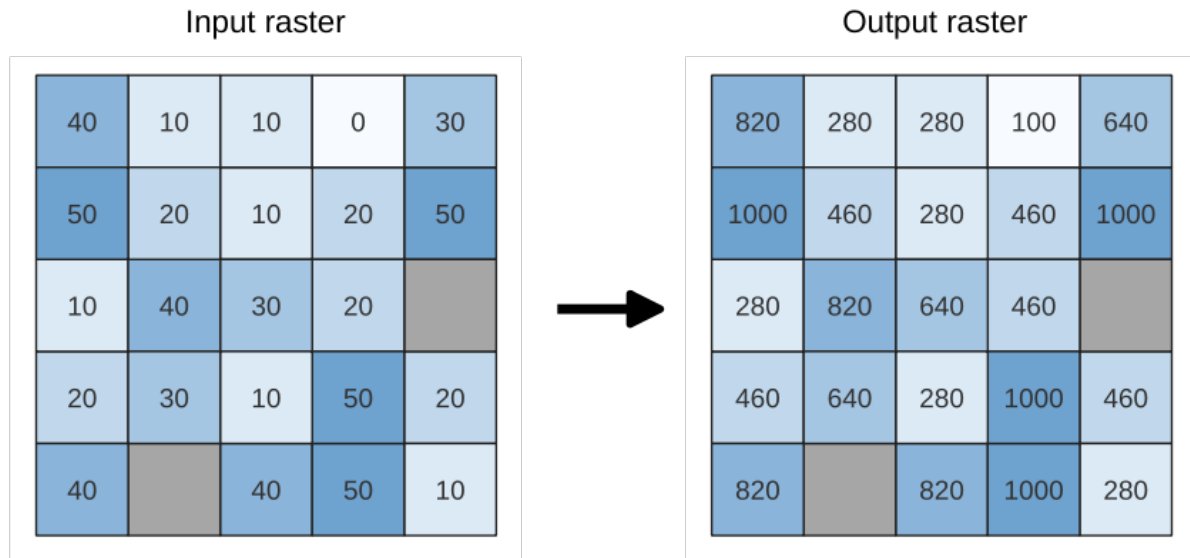 Input raster
Output raster
40 10 10 0 30
50 20 10 20 50
10 40 30 20
20 30 10 50 20
40 40 50 10
820 280 280 100 640
1000 460 280 460 1000
280 820 640 460
460 640 280 1000 460
820 820 1000 280